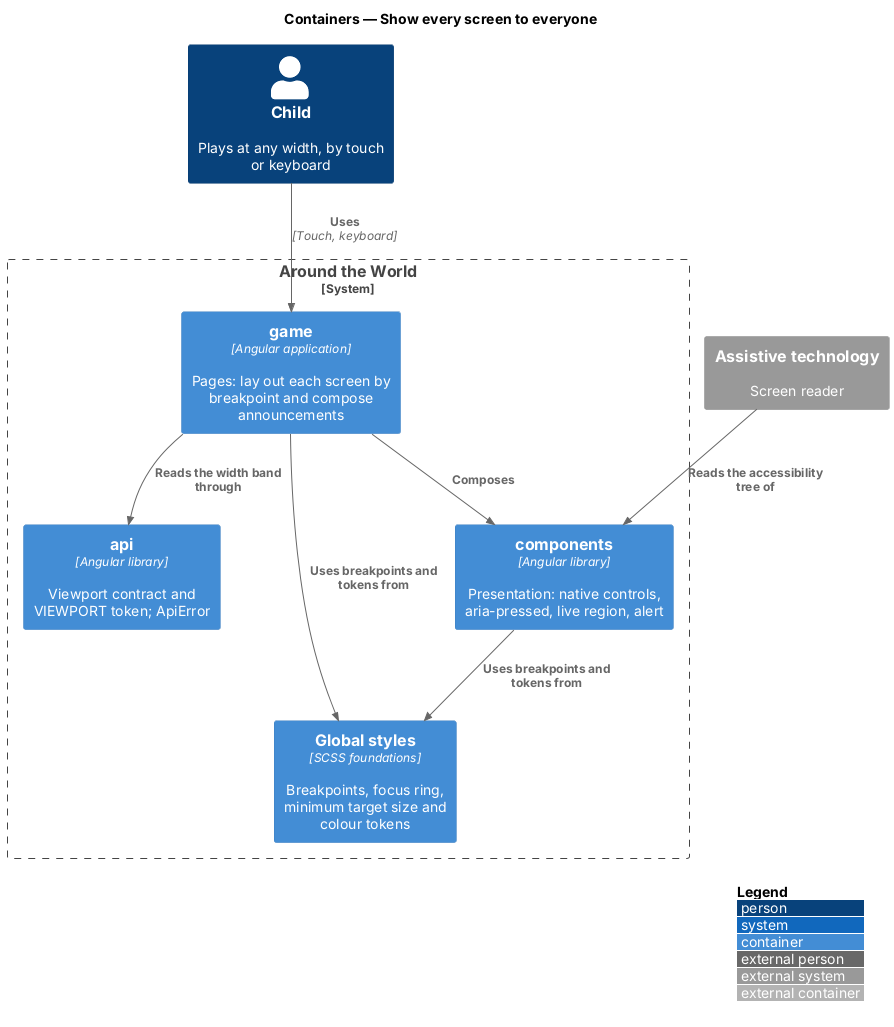 Containers — Show every screen to everyone
Child
Plays at any width, by touch
or keyboard
Uses
[Touch, keyboard]
Around the World
[System]
game
[Angular application]
Pages: lay out each screen by
breakpoint and compose
announcements
Assistive technology
Screen reader
Reads the width band
through
Composes
Reads the accessibility
tree of
api
[Angular library]
Viewport contract and
VIEWPORT token; ApiError
Uses breakpoints and
tokens from
components
[Angular library]
Presentation: native controls,
aria-pressed, live region, alert
Uses breakpoints and
tokens from
Global styles
[SCSS foundations]
Breakpoints, focus ring,
minimum target size and
colour tokens
Legend
person
system
container
external person
external system
external container